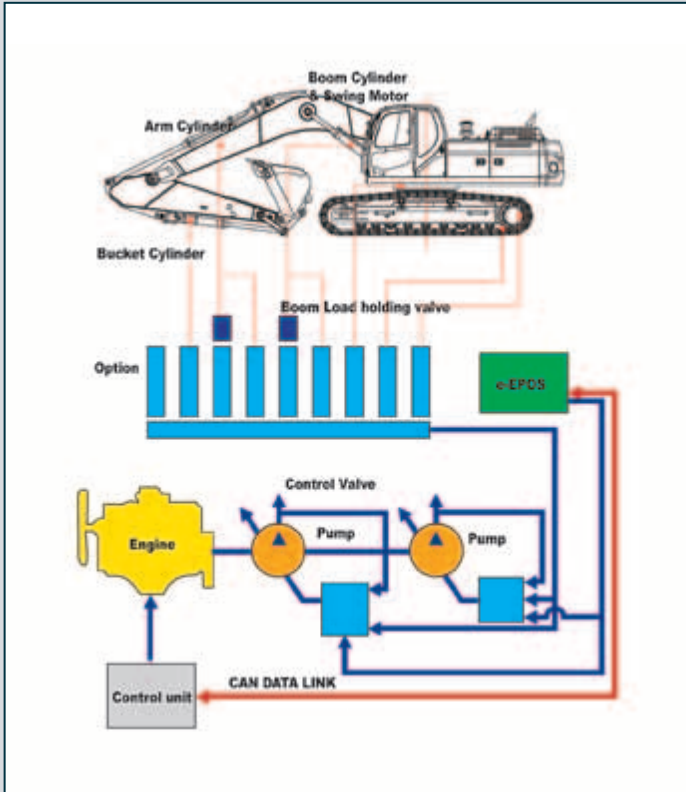 Boom Cylinder
& Swing Motor
Arm Cylinder
Bucket Cylinder
Boom Load holding valve
Option
e-EPOS
Control Valve
Pump
Pump
Engine
CAN DATA LINK
Control unit